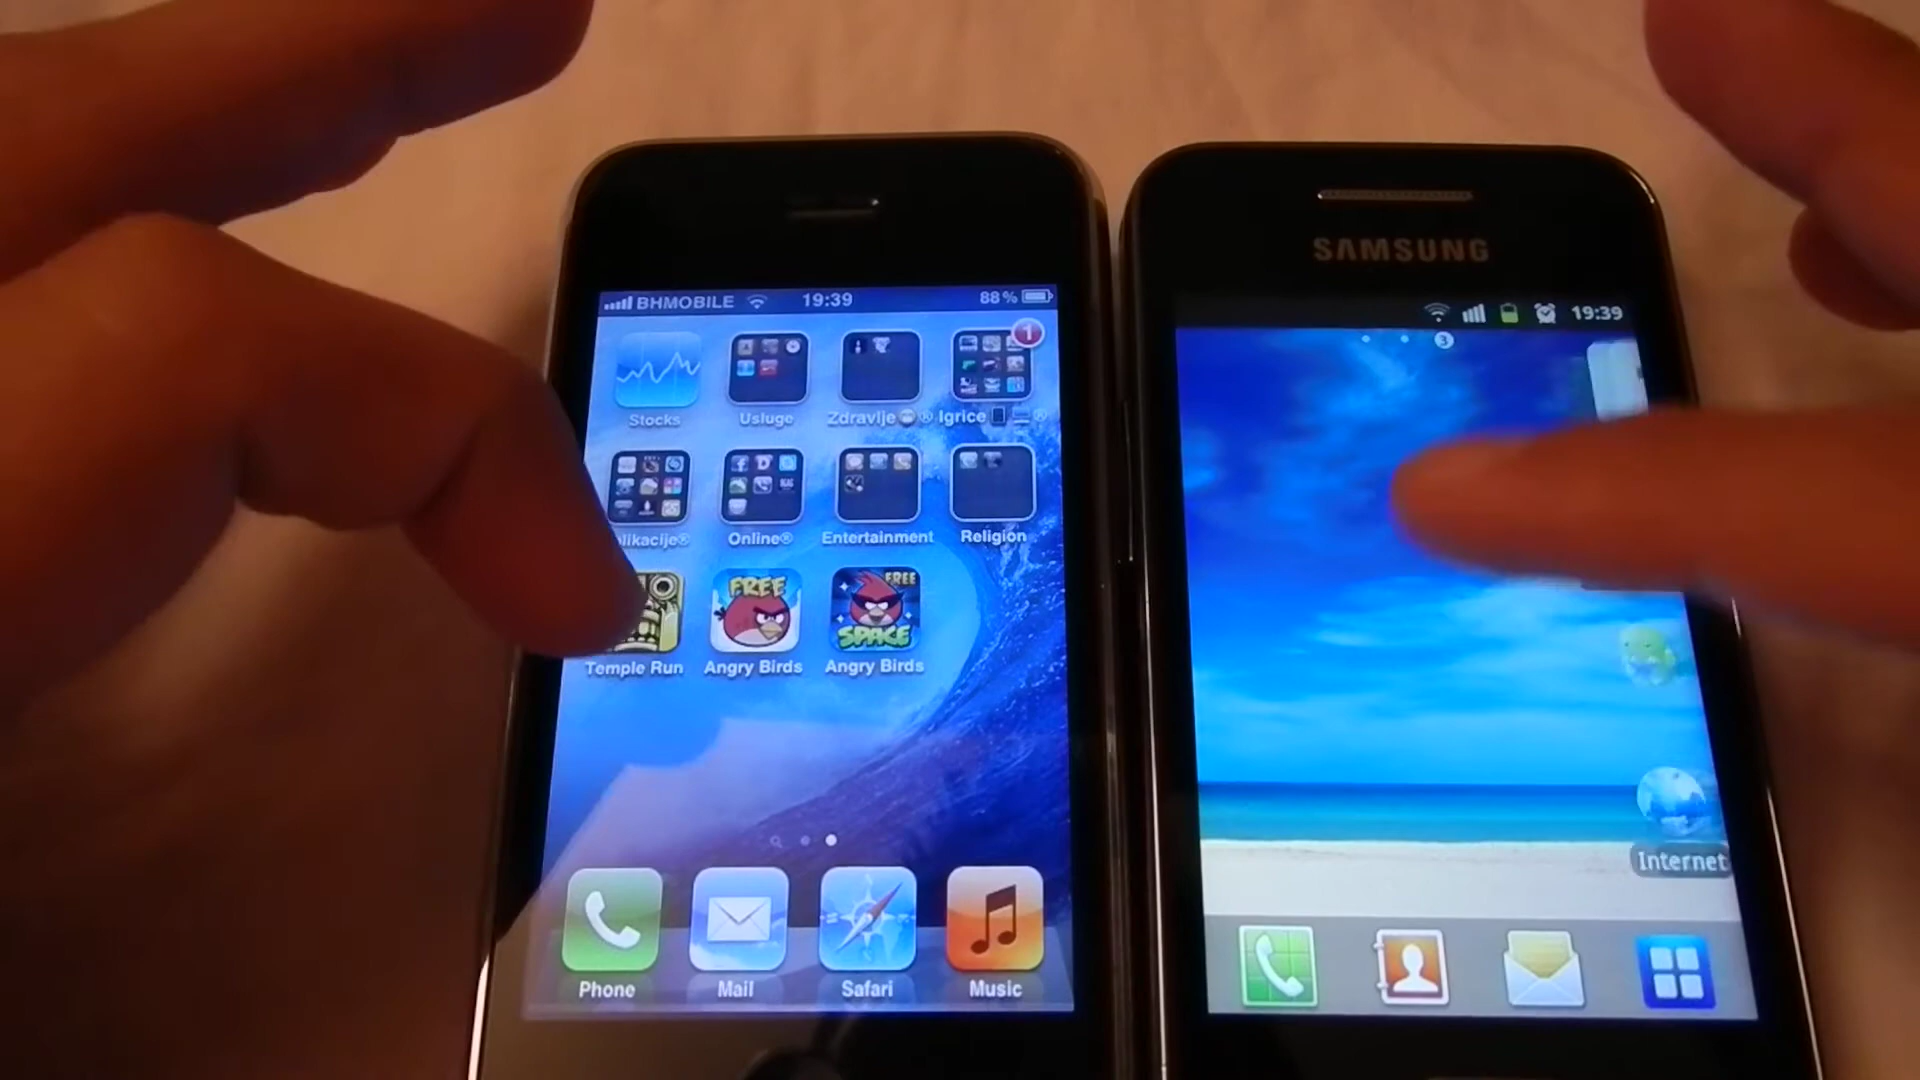 BHMOBILE 19:39 88%
1
Stocks Usluge Zdravlje ® Igrice ®
Online® Entertainment Religion
FREE FREE
SPACE
Temple Run Angry Birds Angry Birds
Phone Mail Safari Music
SAMSUNG
19:39
3
Internet